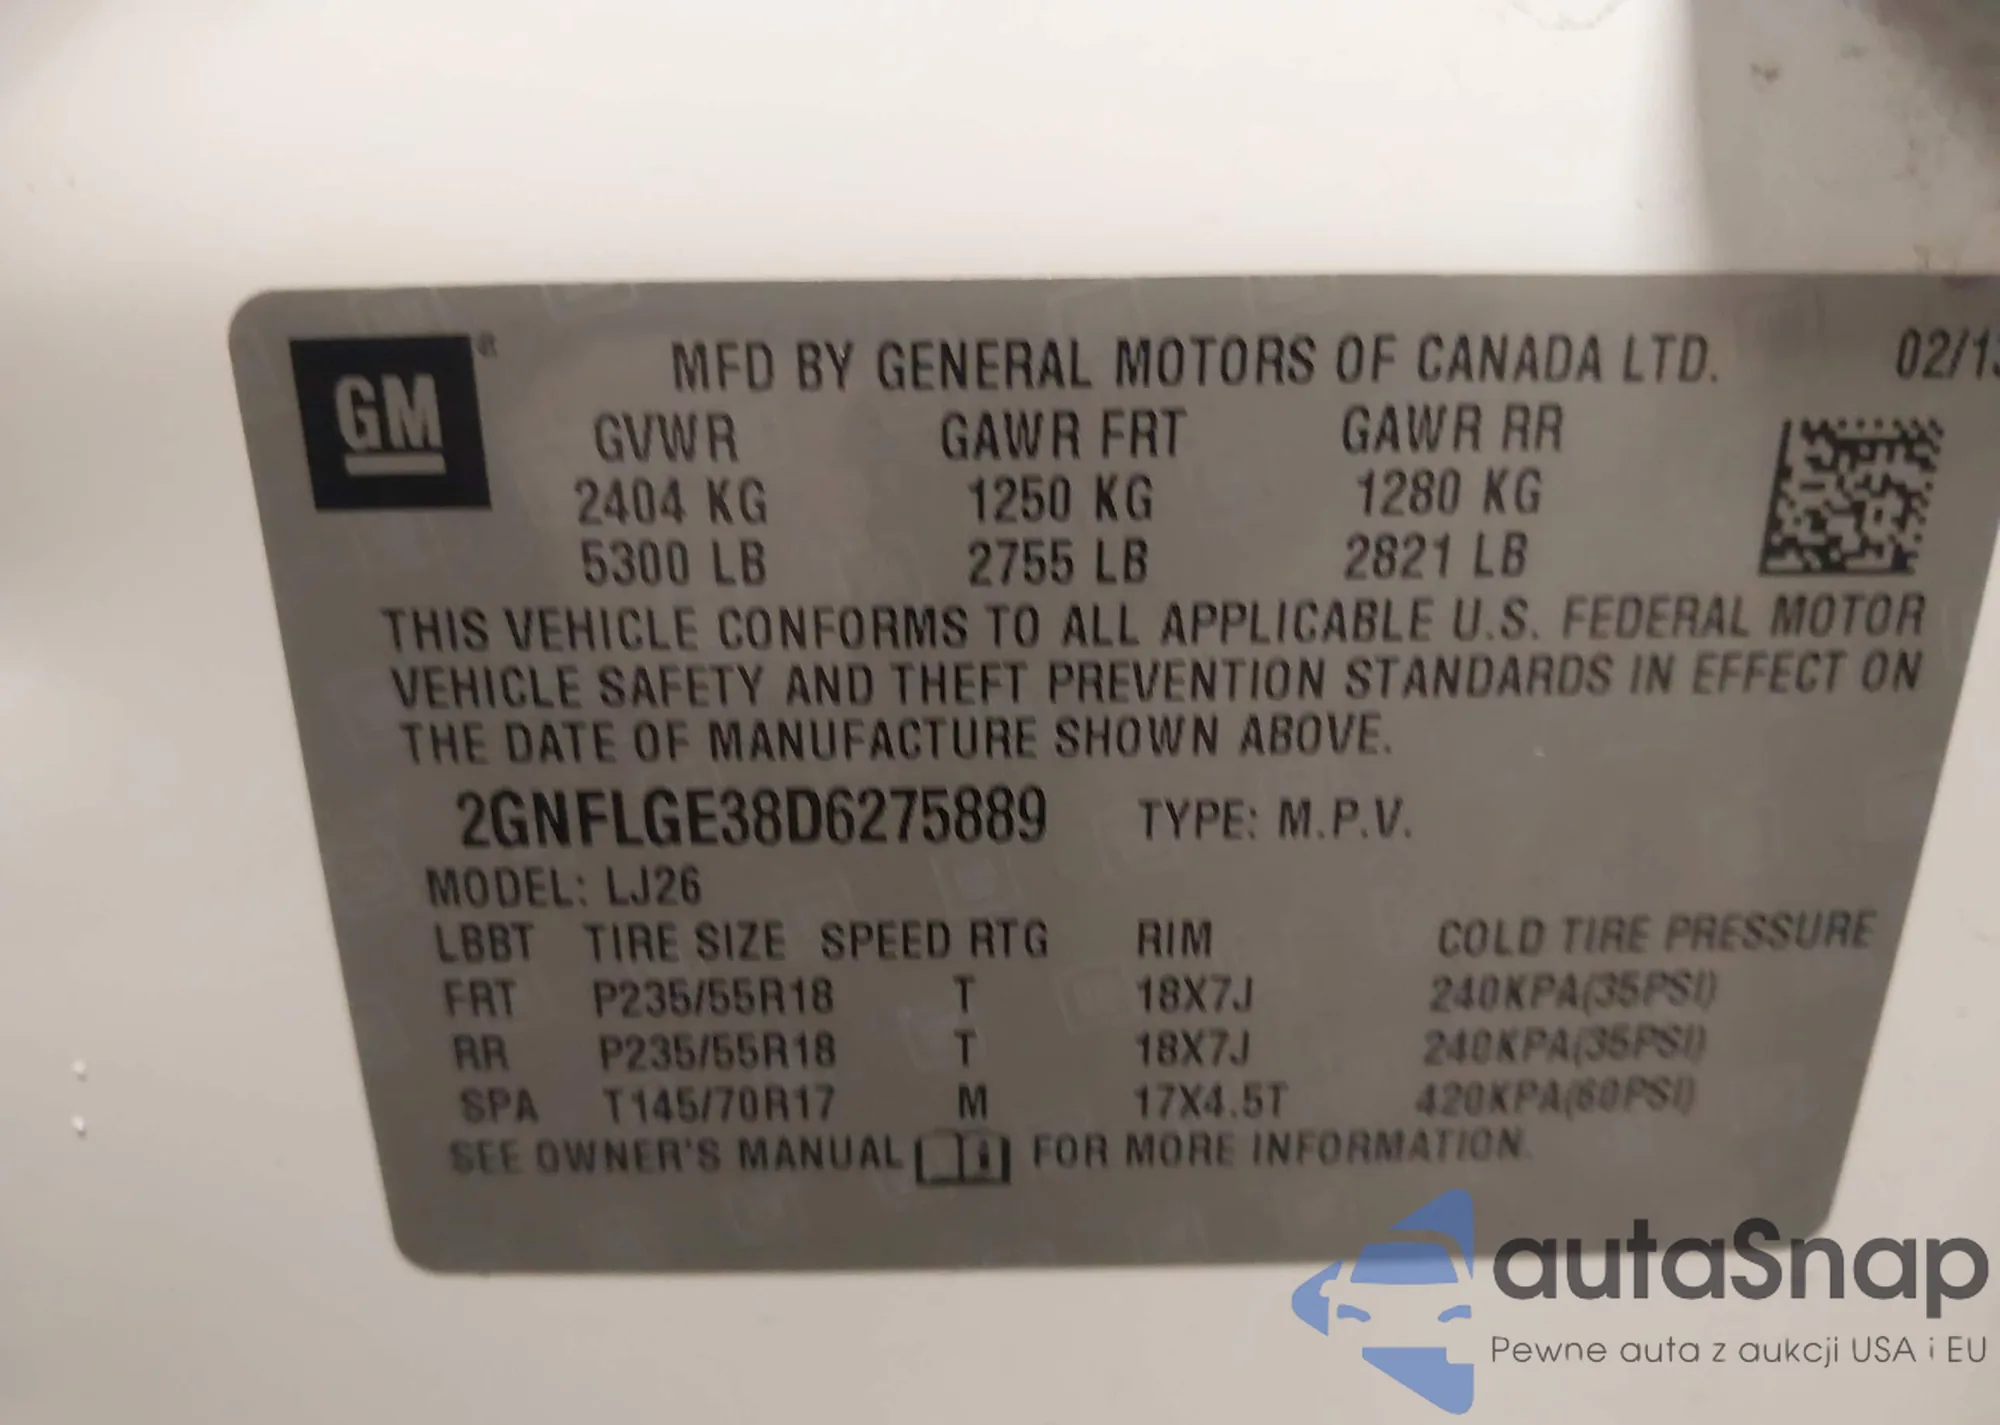 GM ®
MFD BY GENERAL MOTORS OF CANADA LTD. 02/13
GVWR GAWR FRT GAWR RR
2404 KG 1250 KG 1280 KG
5300 LB 2755 LB 2821 LB
THIS VEHICLE CONFORMS TO ALL APPLICABLE U.S. FEDERAL MOTOR
VEHICLE SAFETY AND THEFT PREVENTION STANDARDS IN EFFECT ON
THE DATE OF MANUFACTURE SHOWN ABOVE.
2GNFLGE38D6275889 TYPE: M.P.V.
MODEL: LJ26
LBBT TIRE SIZE SPEED RTG RIM COLD TIRE PRESSURE
FRT P235/55R18 T 18X7J 240KPA(35PSI)
RR P235/55R18 T 18X7J 240KPA(35PSI)
SPA T145/70R17 M 17X4.5T 420KPA(60PSI)
SEE OWNER'S MANUAL FOR MORE INFORMATION.
autaSnap
Pewne auta z aukcji USA i EU